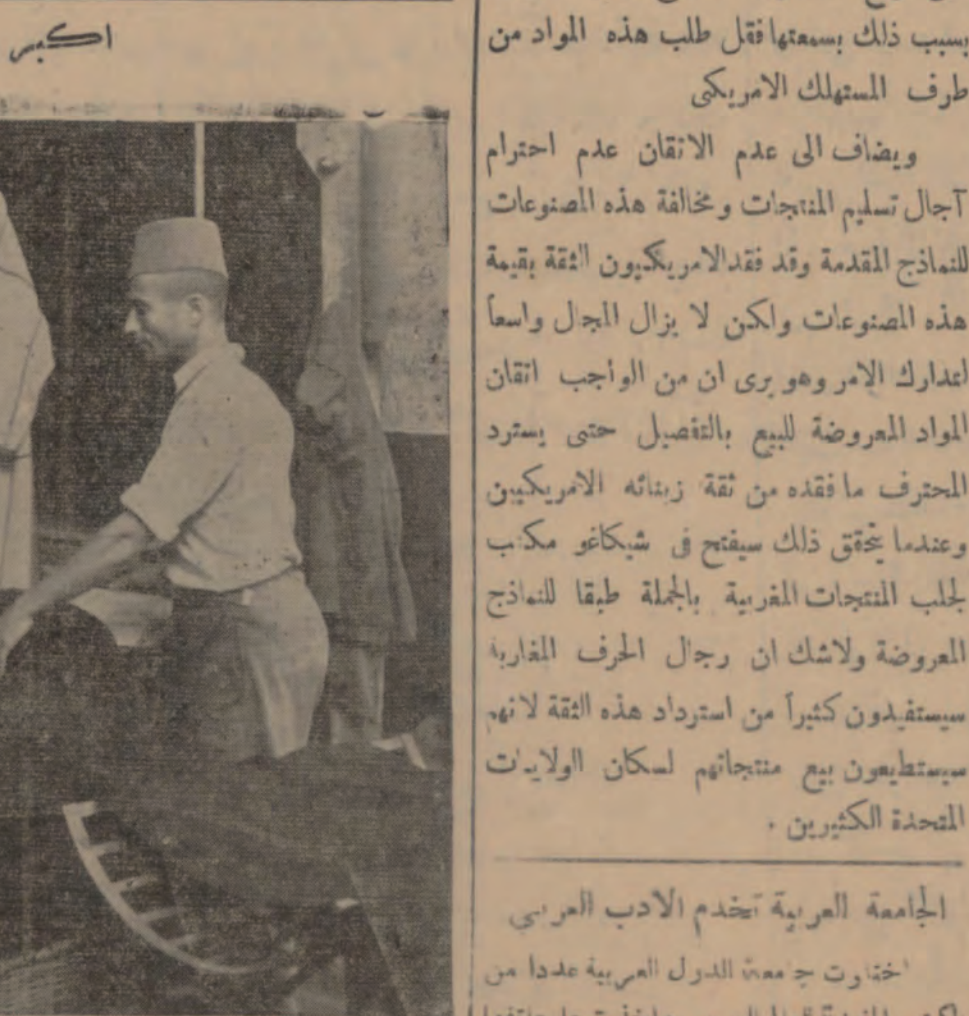 بسبب ذلك بسمعتها فقل طلب هذه المواد من
طرف المستهلك الامريكى
ويضاف الى عدم الاتقان عدم احترام
آجال تسليم المنتجات ومخالفة هذه المصنوعات
للنماذج المقدمة وقد فقد الامريكيون الثقة بقيمة
هذه المصنوعات ولكن لا يزال المجال واسعاً
لتدارك الامر وهو يرى ان من الواجب اتقان
المواد المعروضة للبيع بالتفصيل حتى يسترد
المحترف ما فقده من ثقة زبنائه الامريكيين
وعندما يتحقق ذلك سيفتح فى شيكاغو مكتب
لجلب المنتجات المغربية بالجملة طبقا للنماذج
المعروضة ولاشك ان رجال الحرف المغاربة
سيستفيدون كثيراً من استرداد هذه الثقة لانهم
سيستطيعون بيع منتجاتهم لسكان الولايات
المتحدة الكثيرين .
الجامعة العربية تخدم الادب العربي
اختارت جامعة الدول العربية عددا من
اكبر